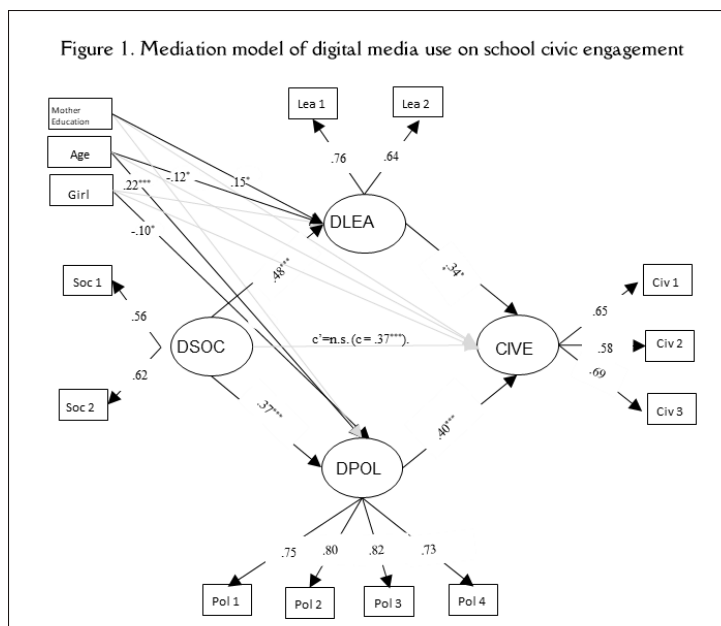 Figure 1. Mediation model of digital media use on school civic engagement
Mother
Education
Age
Girl
Lea 1
Lea 2
.76
.64
-.12*
.15*
.22***
-.10*
DLEA
.48***
.34*
Soc 1
.56
DSOC
.62
Soc 2
c'=n.s. (c = .37***).
CIVE
.65
Civ 1
.58
Civ 2
.69
Civ 3
.37***
.40***
DPOL
.75
.80
.82
.73
Pol 1
Pol 2
Pol 3
Pol 4